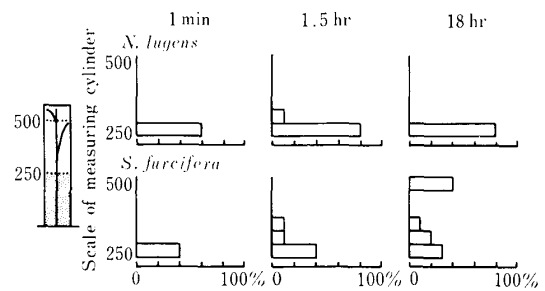 1 min 1.5 hr 18 hr
N. lugens
500
250
S. furcifera
500
250
0 100% 0 100% 0 100%
Scale of measuring cylinder
500
250